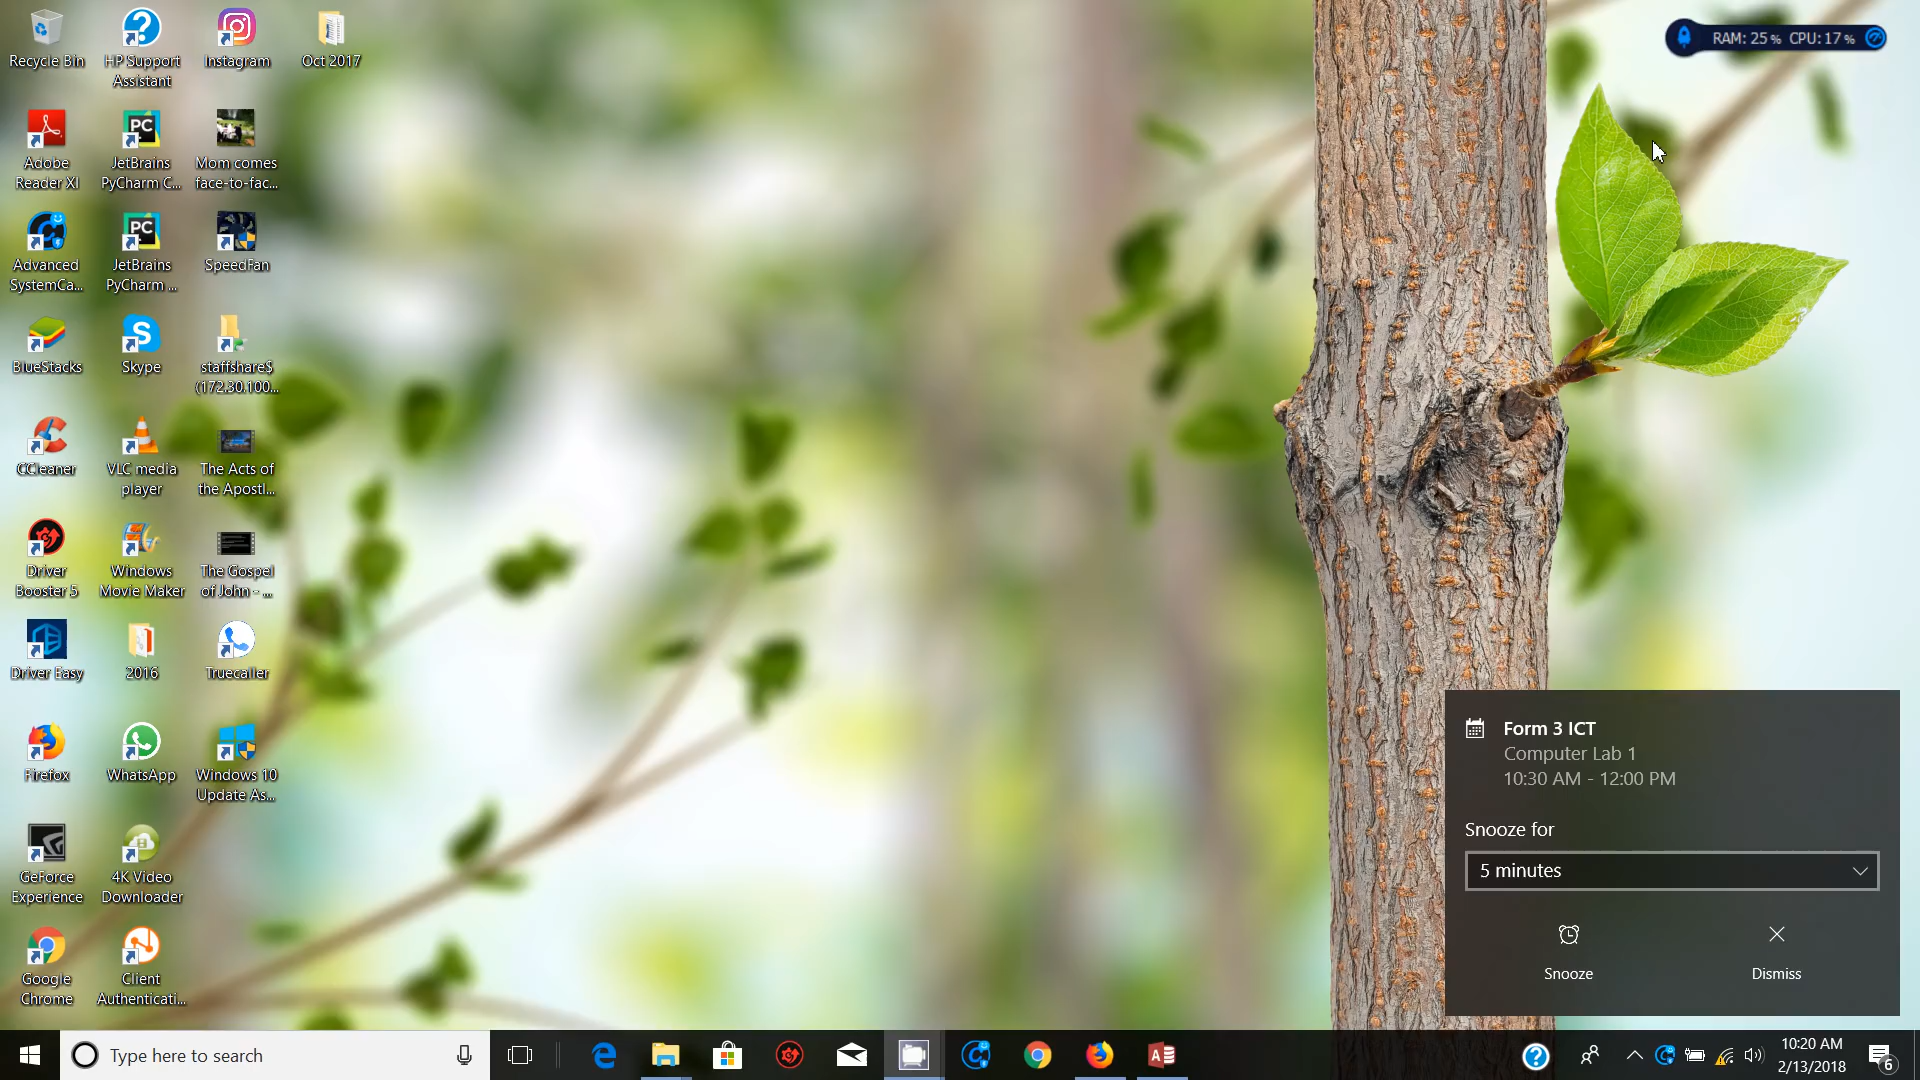 Recycle Bin
HP Support
Assistant
Instagram
Oct 2017
Adobe
Reader XI
JetBrains
PyCharm C...
Mom comes
face-to-fac...
Advanced
SystemCa...
JetBrains
PyCharm ...
SpeedFan
BlueStacks
Skype
staffshare$
(172.30.100...
CCleaner
VLC media
player
The Acts of
the Apostl...
Driver
Booster 5
Windows
Movie Maker
The Gospel
of John - ...
Driver Easy
2016
Truecaller
Firefox
WhatsApp
Windows 10
Update As...
GeForce
Experience
4K Video
Downloader
Google
Chrome
Client
Authenticati...
RAM: 25 % CPU: 17 %
Form 3 ICT
Computer Lab 1
10:30 AM - 12:00 PM
Snooze for
5 minutes
Snooze
Dismiss
Type here to search
10:20 AM
2/13/2018
6